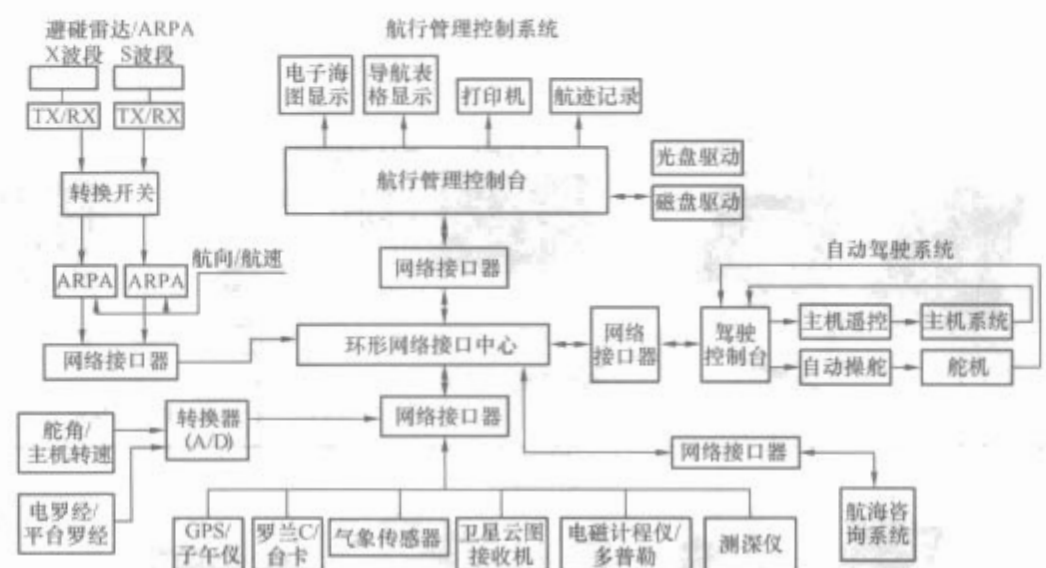 避碰雷达/ARPA
X波段 S波段
TX/RX
TX/RX
转换开关
航向/航速
ARPA
ARPA
网络接口器
航行管理控制系统
电子海
图显示
导航表
格显示
打印机
航迹记录
航行管理控制台
光盘驱动
磁盘驱动
网络接口器
环形网络接口中心
网络
接口器
自动驾驶系统
驾驶
控制台
主机遥控
主机系统
自动操舵
舵机
舵角/
主机转速
转换器
(A/D)
网络接口器
网络接口器
电罗经/
平台罗经
GPS/
子午仪
罗兰C/
台卡
气象传感器
卫星云图
接收机
电磁计程仪/
多普勒
测深仪
航海咨
询系统